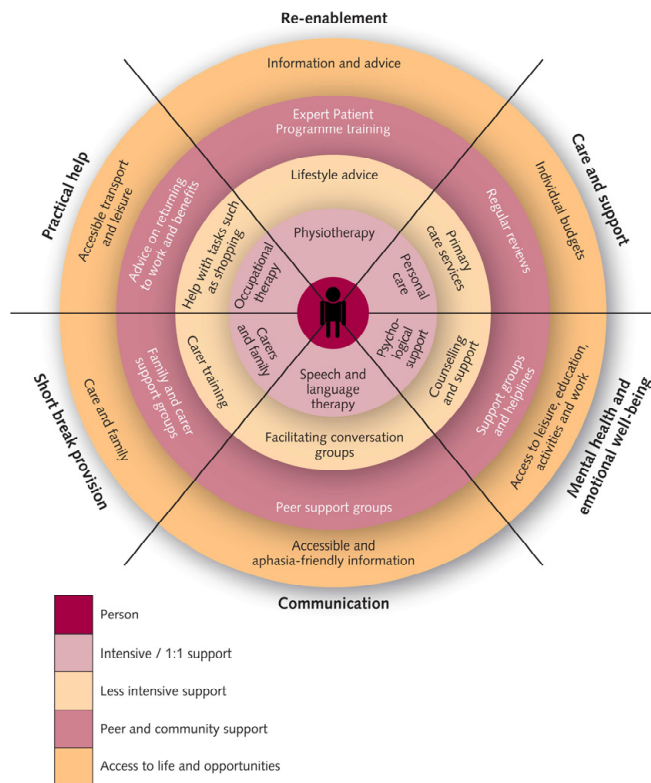 Re-enablement
Information and advice
Expert Patient
Programme training
Lifestyle advice
Physiotherapy
Care and support
Individual budgets
Regular reviews
Primary
care services
Personal
care
Mental health and
emotional well-being
Access to leisure, education,
activities and work
Support groups
and helplines
Counselling
and support
Psycho-
logical
support
Communication
Accessible and
aphasia-friendly information
Peer support groups
Facilitating conversation
groups
Speech and
language
therapy
Short break provision
Care and family
Family and carer
support groups
Carer training
Carers
and family
Practical help
Accesible transport
and leisure
Advice on returning
to work and benefits
Help with tasks such
as shopping
Occupational
therapy
Person
Intensive / 1:1 support
Less intensive support
Peer and community support
Access to life and opportunities